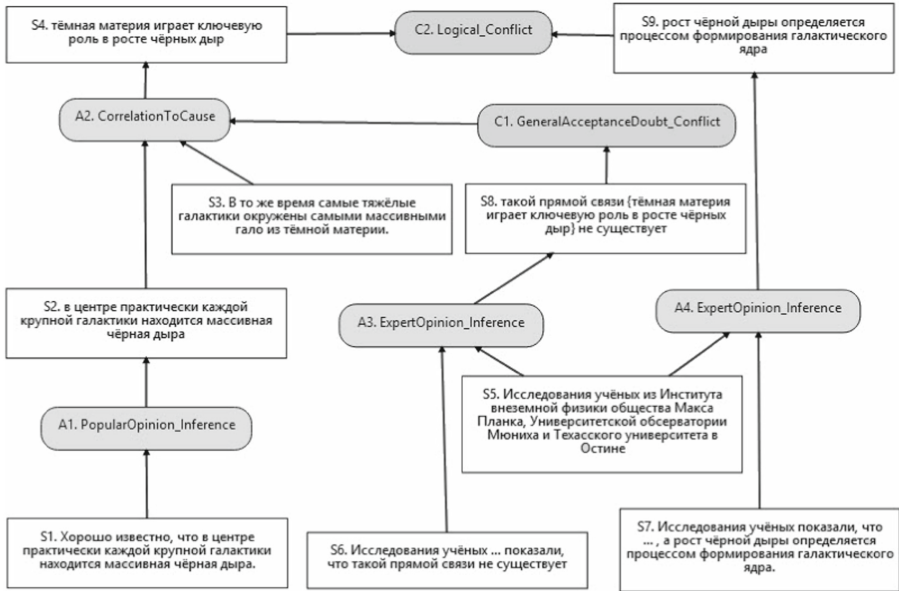 S4. тёмная материя играет ключевую
роль в росте чёрных дыр
C2. Logical_Conflict
S9. рост чёрной дыры определяется
процессом формирования галактического
ядра
A2. CorrelationToCause
C1. GeneralAcceptanceDoubt_Conflict
S3. В то же время самые тяжёлые
галактики окружены самыми массивными
гало из тёмной материи.
S8. такой прямой связи {тёмная материя
играет ключевую роль в росте чёрных
дыр} не существует
S2. в центре практически каждой
крупной галактики находится массивная
чёрная дыра
A3. ExpertOpinion_Inference
A4. ExpertOpinion_Inference
S5. Исследования учёных из Института
внеземной физики общества Макса
Планка, Университетской обсерватории
Мюниха и Техасского университета в
Остине
A1. PopularOpinion_Inference
S1. Хорошо известно, что в центре
практически каждой крупной галактики
находится массивная чёрная дыра.
S6. Исследования учёных ... показали,
что такой прямой связи не существует
S7. Исследования учёных показали, что
... , а рост чёрной дыры определяется
процессом формирования галактического
ядра.